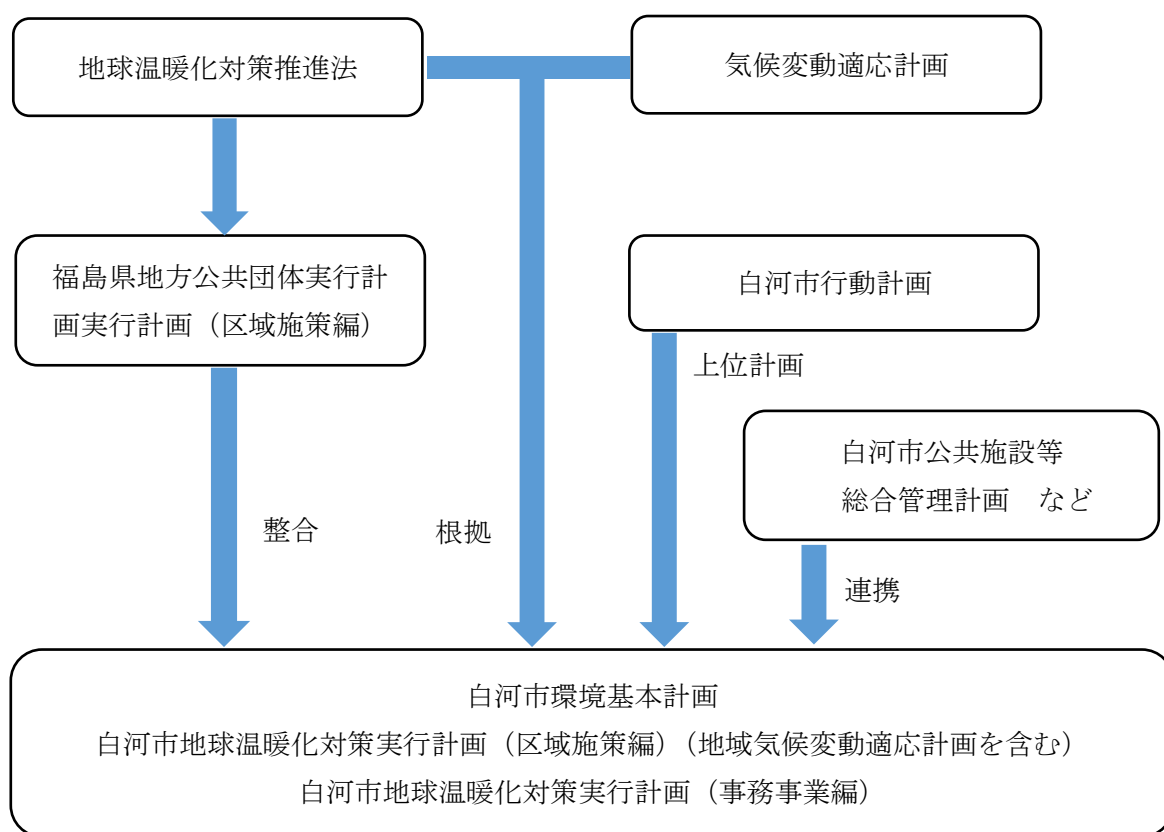 地球温暖化対策推進法
気候変動適応計画
福島県地方公共団体実行計
画実行計画（区域施策編）
白河市行動計画
上位計画
白河市公共施設等
総合管理計画　など
整合
根拠
連携
白河市環境基本計画
白河市地球温暖化対策実行計画（区域施策編）（地域気候変動適応計画を含む）
白河市地球温暖化対策実行計画（事務事業編）